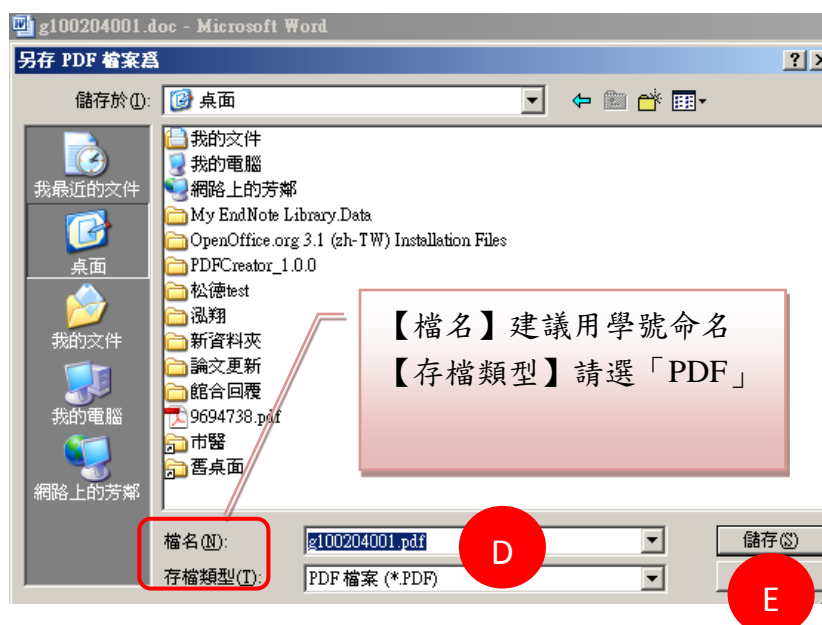 g100204001.doc - Microsoft Word
另存 PDF 檔案為
儲存於(I):
桌面
我最近的文件
桌面
我的文件
我的電腦
網路上的芳鄰
我的文件
我的電腦
網路上的芳鄰
My EndNote Library.Data
OpenOffice.org 3.1 (zh-TW) Installation Files
PDFCreator_1.0.0
松德test
泓翔
新資料夾
論文更新
館合回覆
9694738.pdf
市醫
舊桌面
【檔名】建議用學號命名
【存檔類型】請選「PDF」
檔名(N):
g100204001.pdf
D
儲存(S)
存檔類型(T):
PDF 檔案 (*.PDF)
E